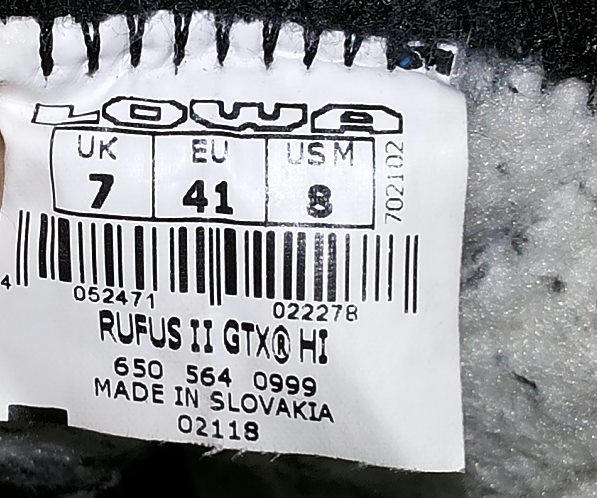 LOWA
UK EU US M
7 41 8
702102
4 052471 022278
RUFUS II GTX® HI
650 564 0999
MADE IN SLOVAKIA
02118